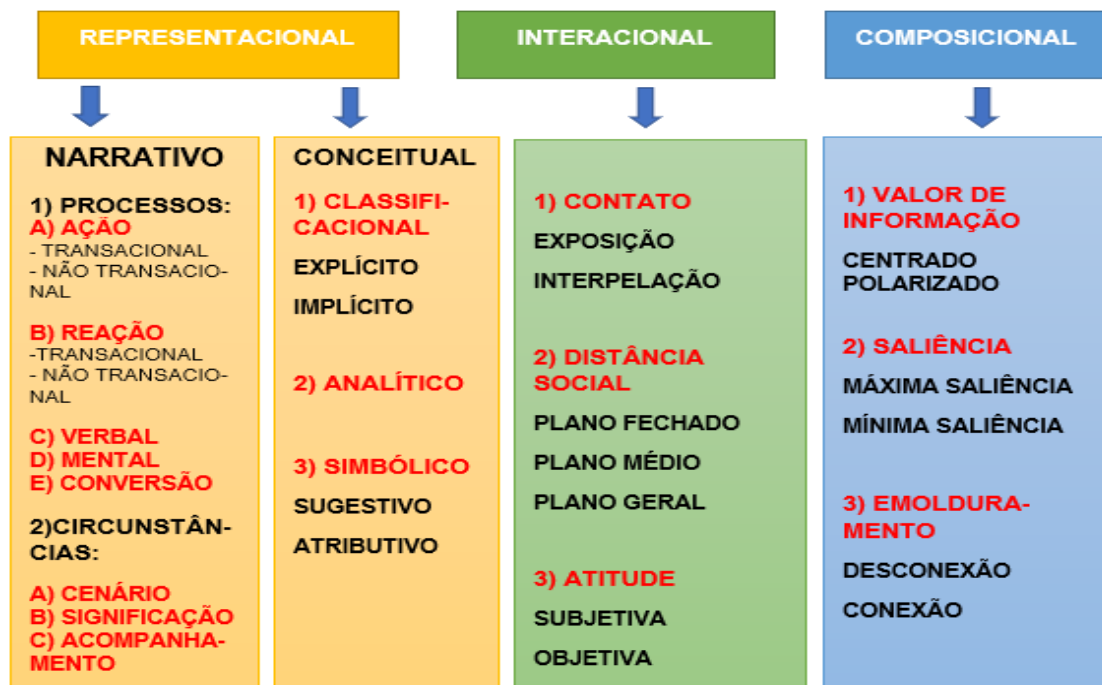 REPRESENTACIONAL
INTERACIONAL
COMPOSICIONAL
NARRATIVO
1) PROCESSOS:
A) AÇÃO
- TRANSACIONAL
- NÃO TRANSACIO-
NAL
B) REAÇÃO
-TRANSACIONAL
- NÃO TRANSACIO-
NAL
C) VERBAL
D) MENTAL
E) CONVERSÃO
2)CIRCUNSTÂN-
CIAS:
A) CENÁRIO
B) SIGNIFICAÇÃO
C) ACOMPANHA-
MENTO
CONCEITUAL
1) CLASSIFI-
CACIONAL
EXPLÍCITO
IMPLÍCITO
2) ANALÍTICO
3) SIMBÓLICO
SUGESTIVO
ATRIBUTIVO
1) CONTATO
EXPOSIÇÃO
INTERPELAÇÃO
2) DISTÂNCIA
SOCIAL
PLANO FECHADO
PLANO MÉDIO
PLANO GERAL
3) ATITUDE
SUBJETIVA
OBJETIVA
1) VALOR DE
INFORMAÇÃO
CENTRADO
POLARIZADO
2) SALIÊNCIA
MÁXIMA SALIÊNCIA
MÍNIMA SALIÊNCIA
3) EMOLDURA-
MENTO
DESCONEXÃO
CONEXÃO